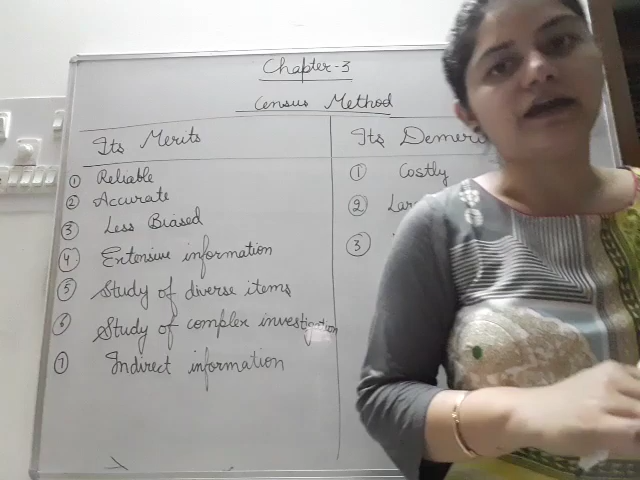 Chapter-3
Census Method
Its Merits
① Reliable
② Accurate
③ Less Biased
④ Extensive information
⑤ Study of diverse items
⑥ Study of complex investigation
⑦ Indirect information
Its Demeri
① Costly
② Lar
③